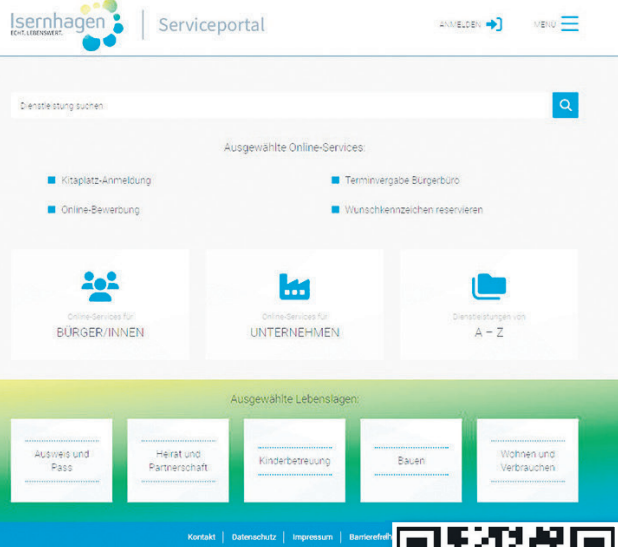 Isernhagen
ECHT. LEBENSWERT.
Serviceportal
ANMELDEN
MENÜ
Dienstleistung suchen
Ausgewählte Online-Services:
Kitaplatz-Anmeldung
Terminvergabe Bürgerbüro
Online-Bewerbung
Wunschkennzeichen reservieren
Online-Services für
BÜRGER/INNEN
Online-Services für
UNTERNEHMEN
Dienstleistungen von
A – Z
Ausgewählte Lebenslagen:
Ausweis und
Pass
Heirat und
Partnerschaft
Kinderbetreuung
Bauen
Wohnen und
Verbrauchen
Kontakt | Datenschutz | Impressum |